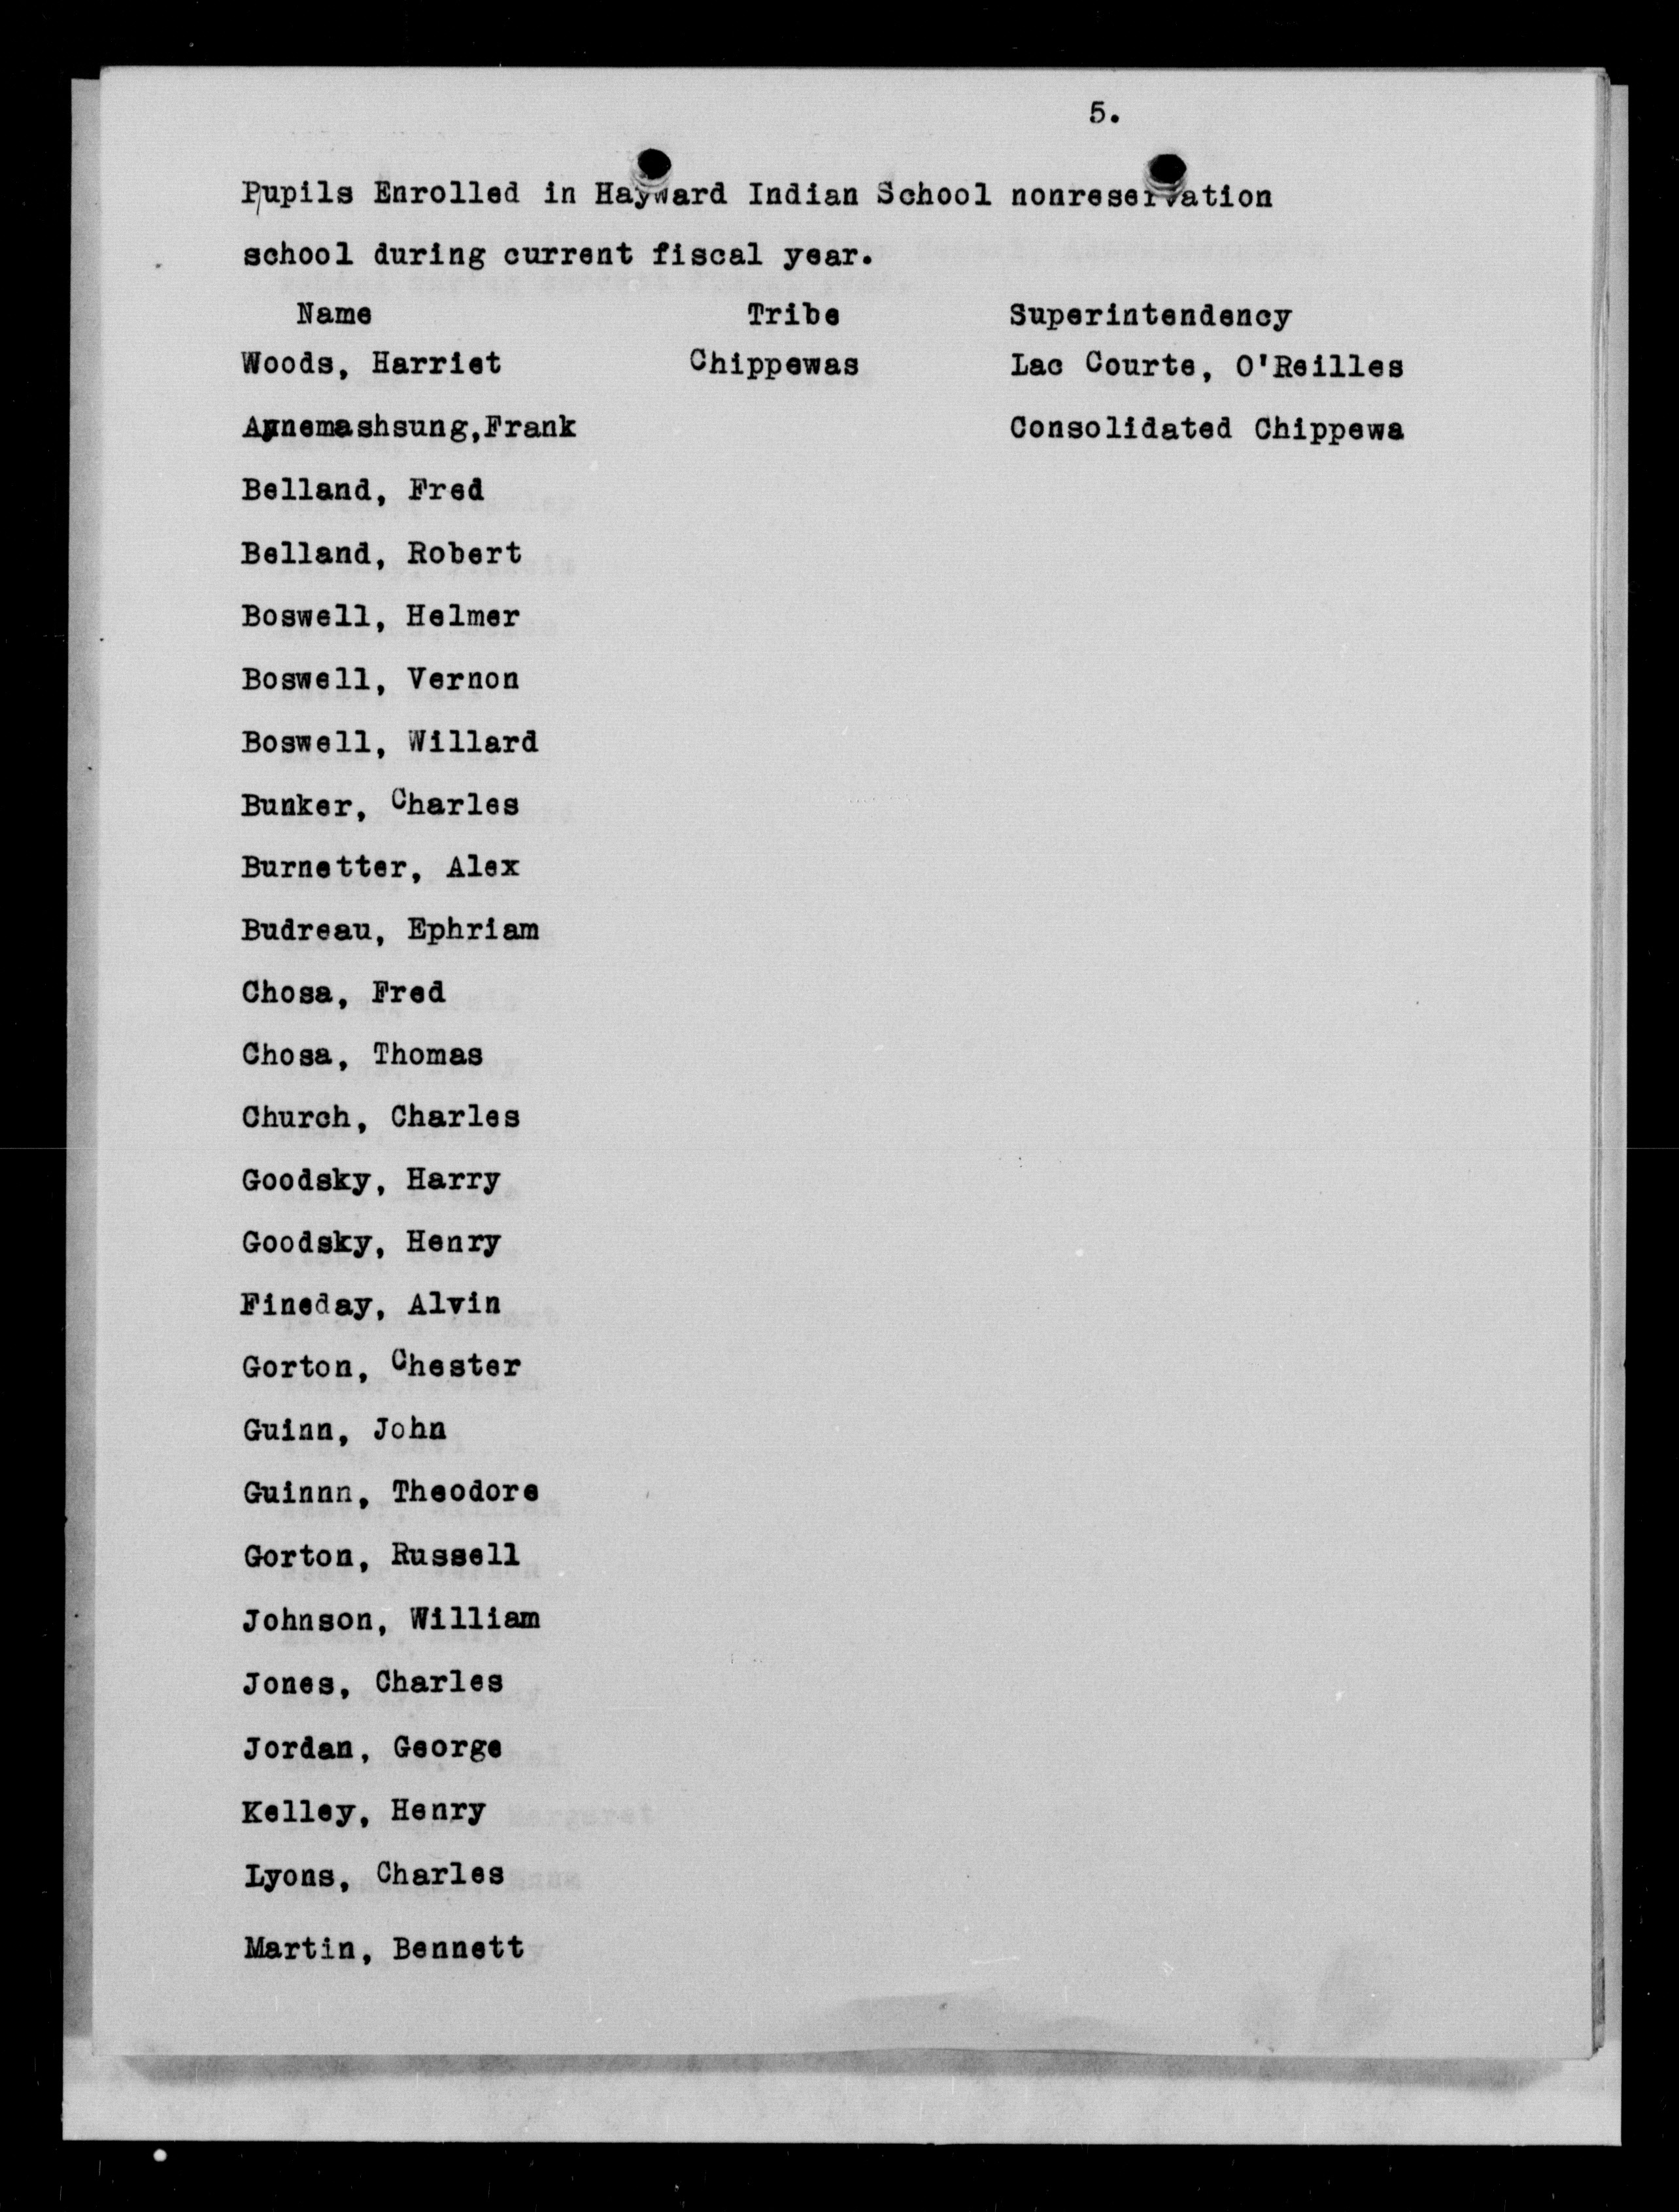 5.
Pupils Enrolled in Hayward Indian School nonreservation
school during current fiscal year.
Name Tribe Superintendency
Woods, Harriet Chippewas Lac Courte, O'Reilles
Aynemashsung,Frank Consolidated Chippewa
Belland, Fred
Belland, Robert
Boswell, Helmer
Boswell, Vernon
Boswell, Willard
Bunker, Charles
Burnetter, Alex
Budreau, Ephriam
Chosa, Fred
Chosa, Thomas
Church, Charles
Goodsky, Harry
Goodsky, Henry
Fineday, Alvin
Gorton, Chester
Guinn, John
Guinnn, Theodore
Gorton, Russell
Johnson, William
Jones, Charles
Jordan, George
Kelley, Henry
Lyons, Charles
Martin, Bennett